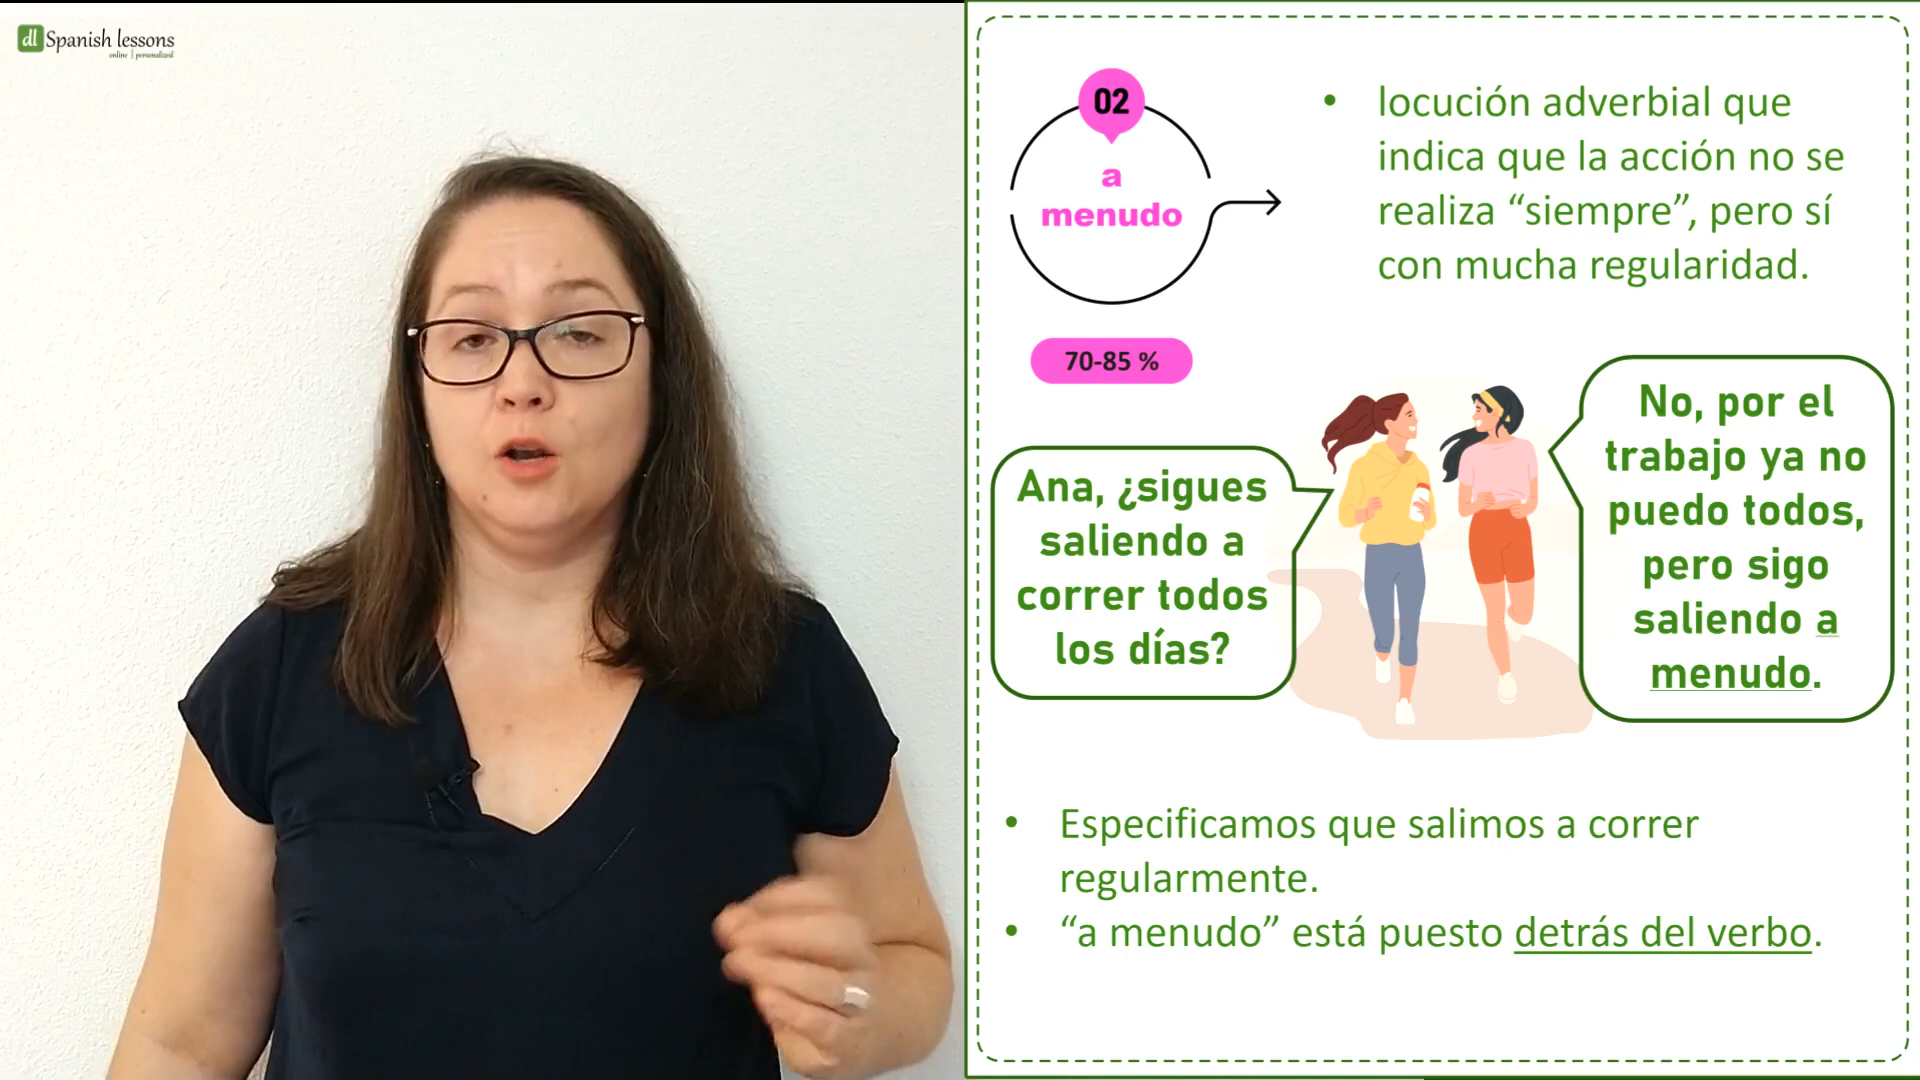 dl Spanish lessons
online | personalized
02
a
menudo
70-85 %
• locución adverbial que
indica que la acción no se
realiza “siempre”, pero sí
con mucha regularidad.
Ana, ¿sigues
saliendo a
correr todos
los días?
No, por el
trabajo ya no
puedo todos,
pero sigo
saliendo a
menudo.
• Especificamos que salimos a correr
regularmente.
• “a menudo” está puesto detrás del verbo.